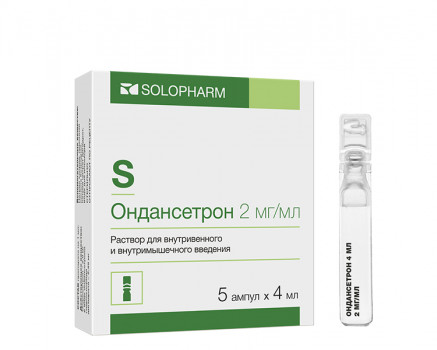 SOLOPHARM
S
Ондансетрон 2 мг/мл
Раствор для внутривенного
и внутримышечного введения
5 ампул х 4 мл
ОНДАНСЕТРОН 4 МЛ
2 МГ/МЛ